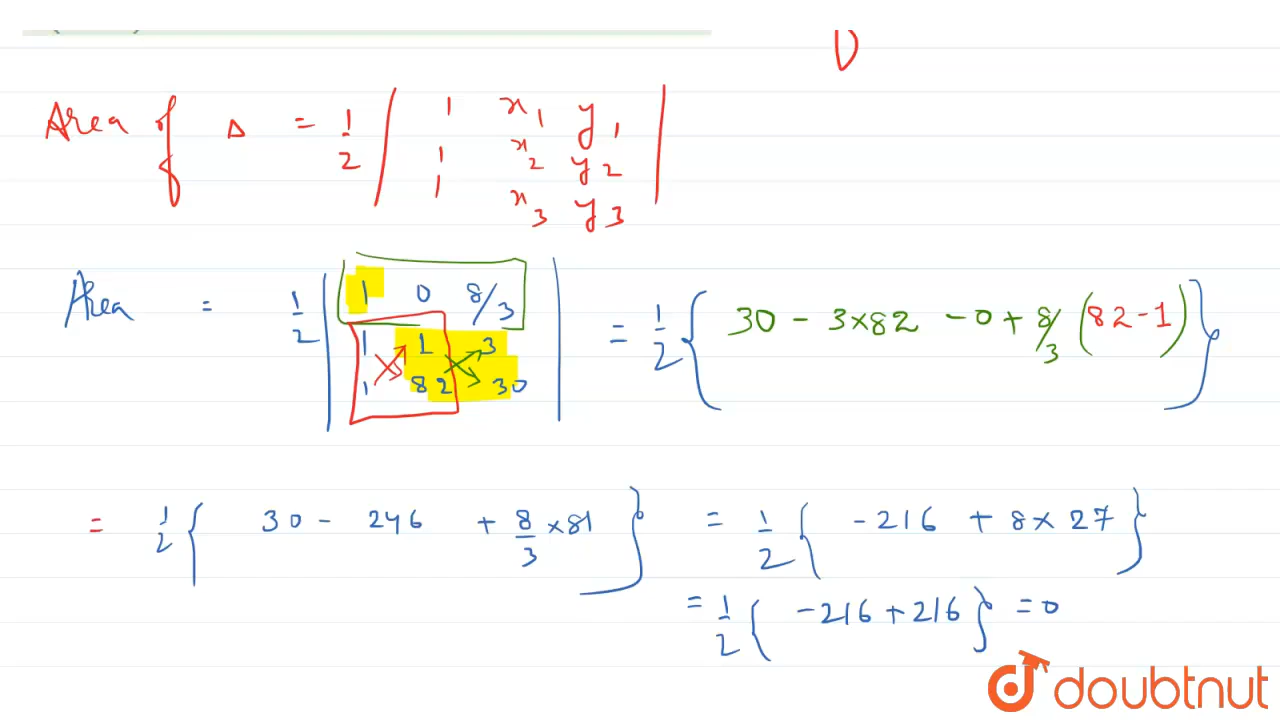 Area of Δ = 1/2 | 1 x1 y1
1 x2 y2
1 x3 y3 |
Area = 1/2 | 1 0 8/3
1 1 3
1 82 30 | = 1/2 { 30 - 3×82 - 0 + 8/3 (82-1) }
= 1/2 { 30 - 246 + 8/3 ×81 } = 1/2 { -216 + 8×27 }
= 1/2 { -216+216 } = 0
doubtnut